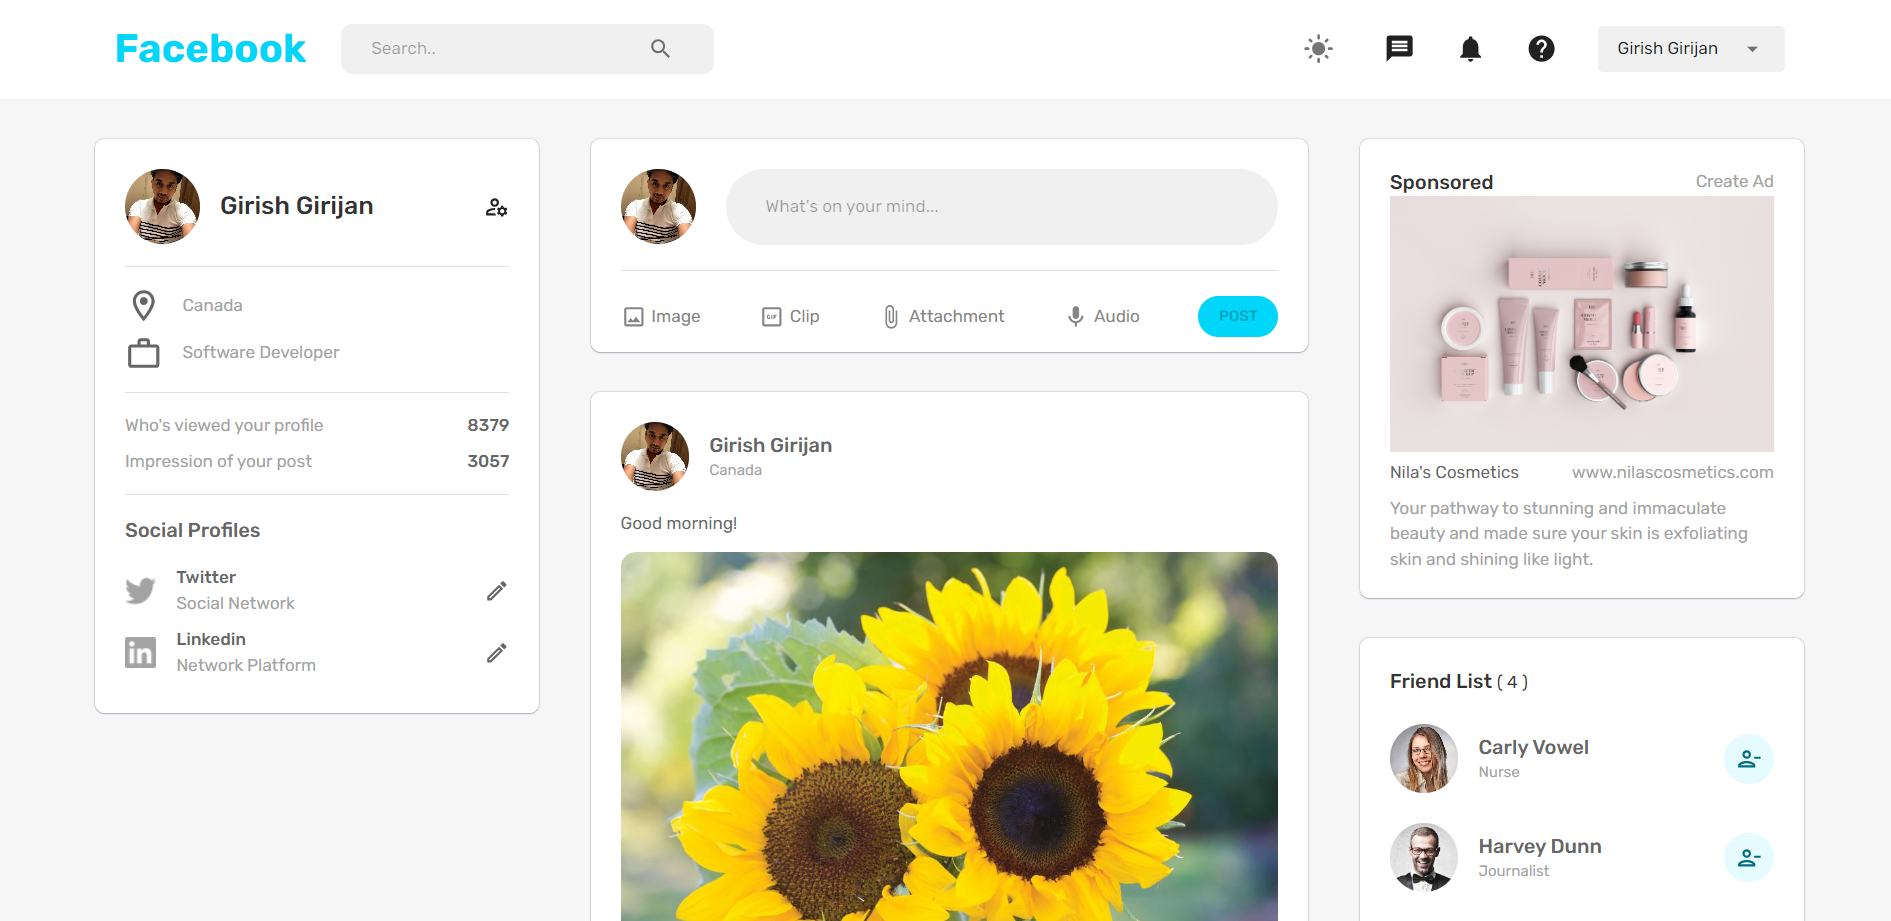 Facebook
Search..
Girish Girijan
Girish Girijan
Canada
Software Developer
Who's viewed your profile 8379
Impression of your post 3057
Social Profiles
Twitter
Social Network
Linkedin
Network Platform
What's on your mind...
Image GIF Clip Attachment Audio POST
Girish Girijan
Canada
Good morning!
Sponsored Create Ad
Nila's Cosmetics www.nilascosmetics.com
Your pathway to stunning and immaculate
beauty and made sure your skin is exfoliating
skin and shining like light.
Friend List ( 4 )
Carly Vowel
Nurse
Harvey Dunn
Journalist